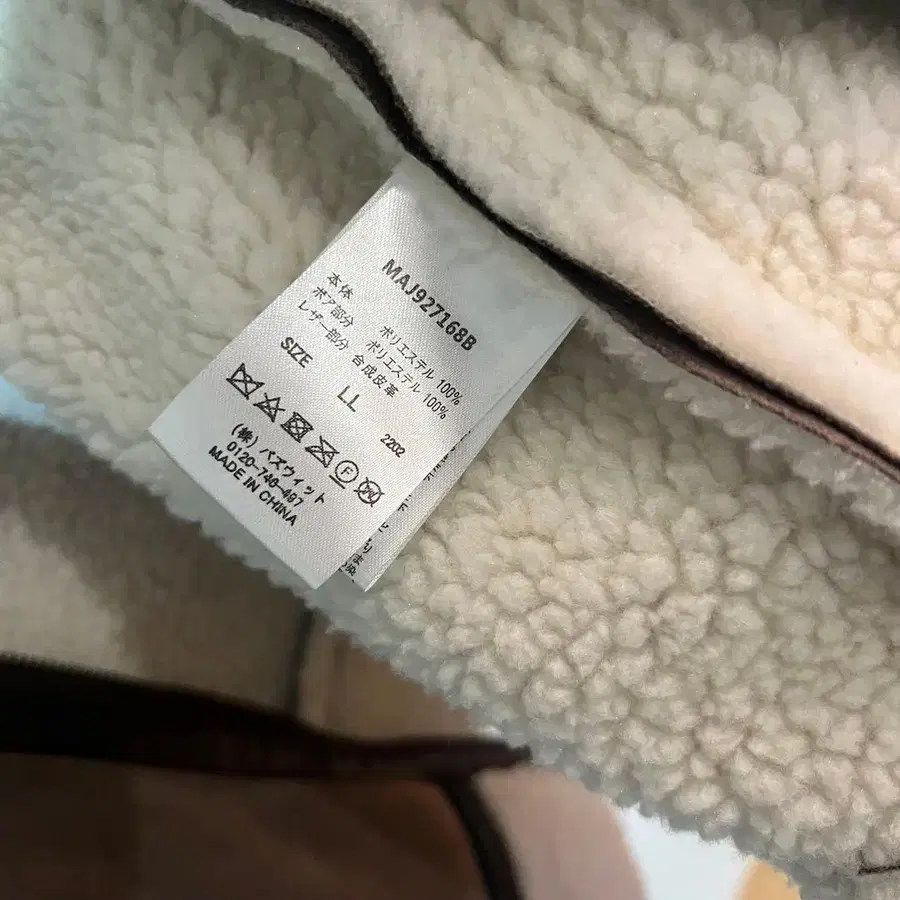 MAJ927168B
本体 ポリエステル 100%
ボア部分 ポリエステル 100%
レザー部分 合成皮革
SIZE LL
2202
(株) バズウィット
0120-740-487
MADE IN CHINA